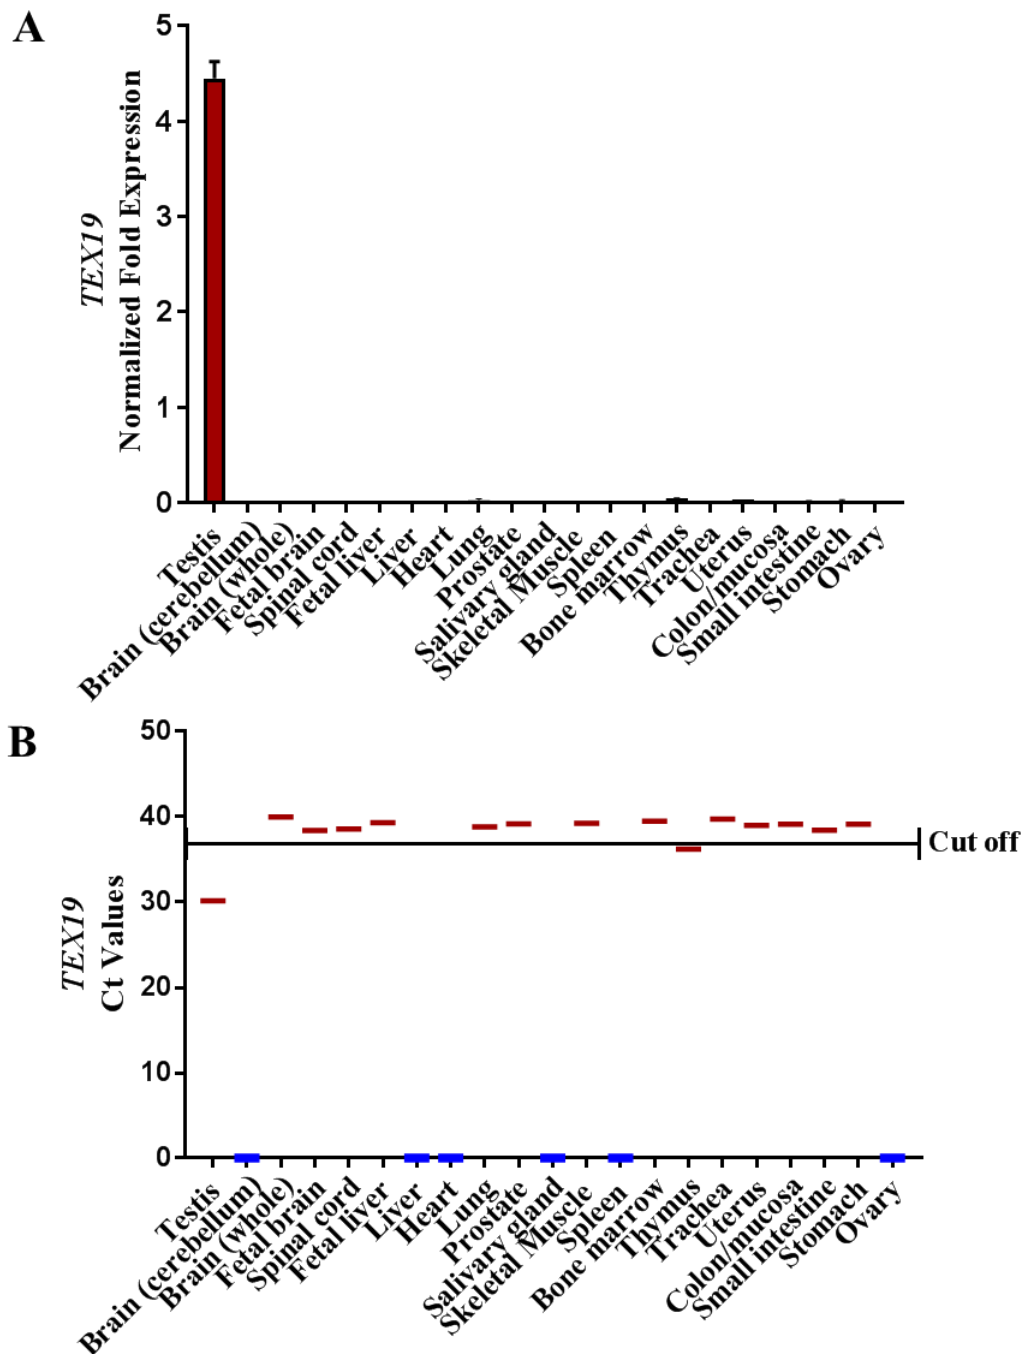 A
5
4
3
2
1
0
TEX19
Normalized Fold Expression
Testis
Brain (cerebellum)
Brain (whole)
Fetal brain
Spinal cord
Fetal liver
Liver
Heart
Lung
Prostate
Salivary gland
Skeletal Muscle
Spleen
Bone marrow
Thymus
Trachea
Uterus
Colon/mucosa
Small intestine
Stomach
Ovary
B
50
40
30
20
10
0
TEX19
Ct Values
Cut off
Testis
Brain (cerebellum)
Brain (whole)
Fetal brain
Spinal cord
Fetal liver
Liver
Heart
Lung
Prostate
Salivary gland
Skeletal Muscle
Spleen
Bone marrow
Thymus
Trachea
Uterus
Colon/mucosa
Small intestine
Stomach
Ovary